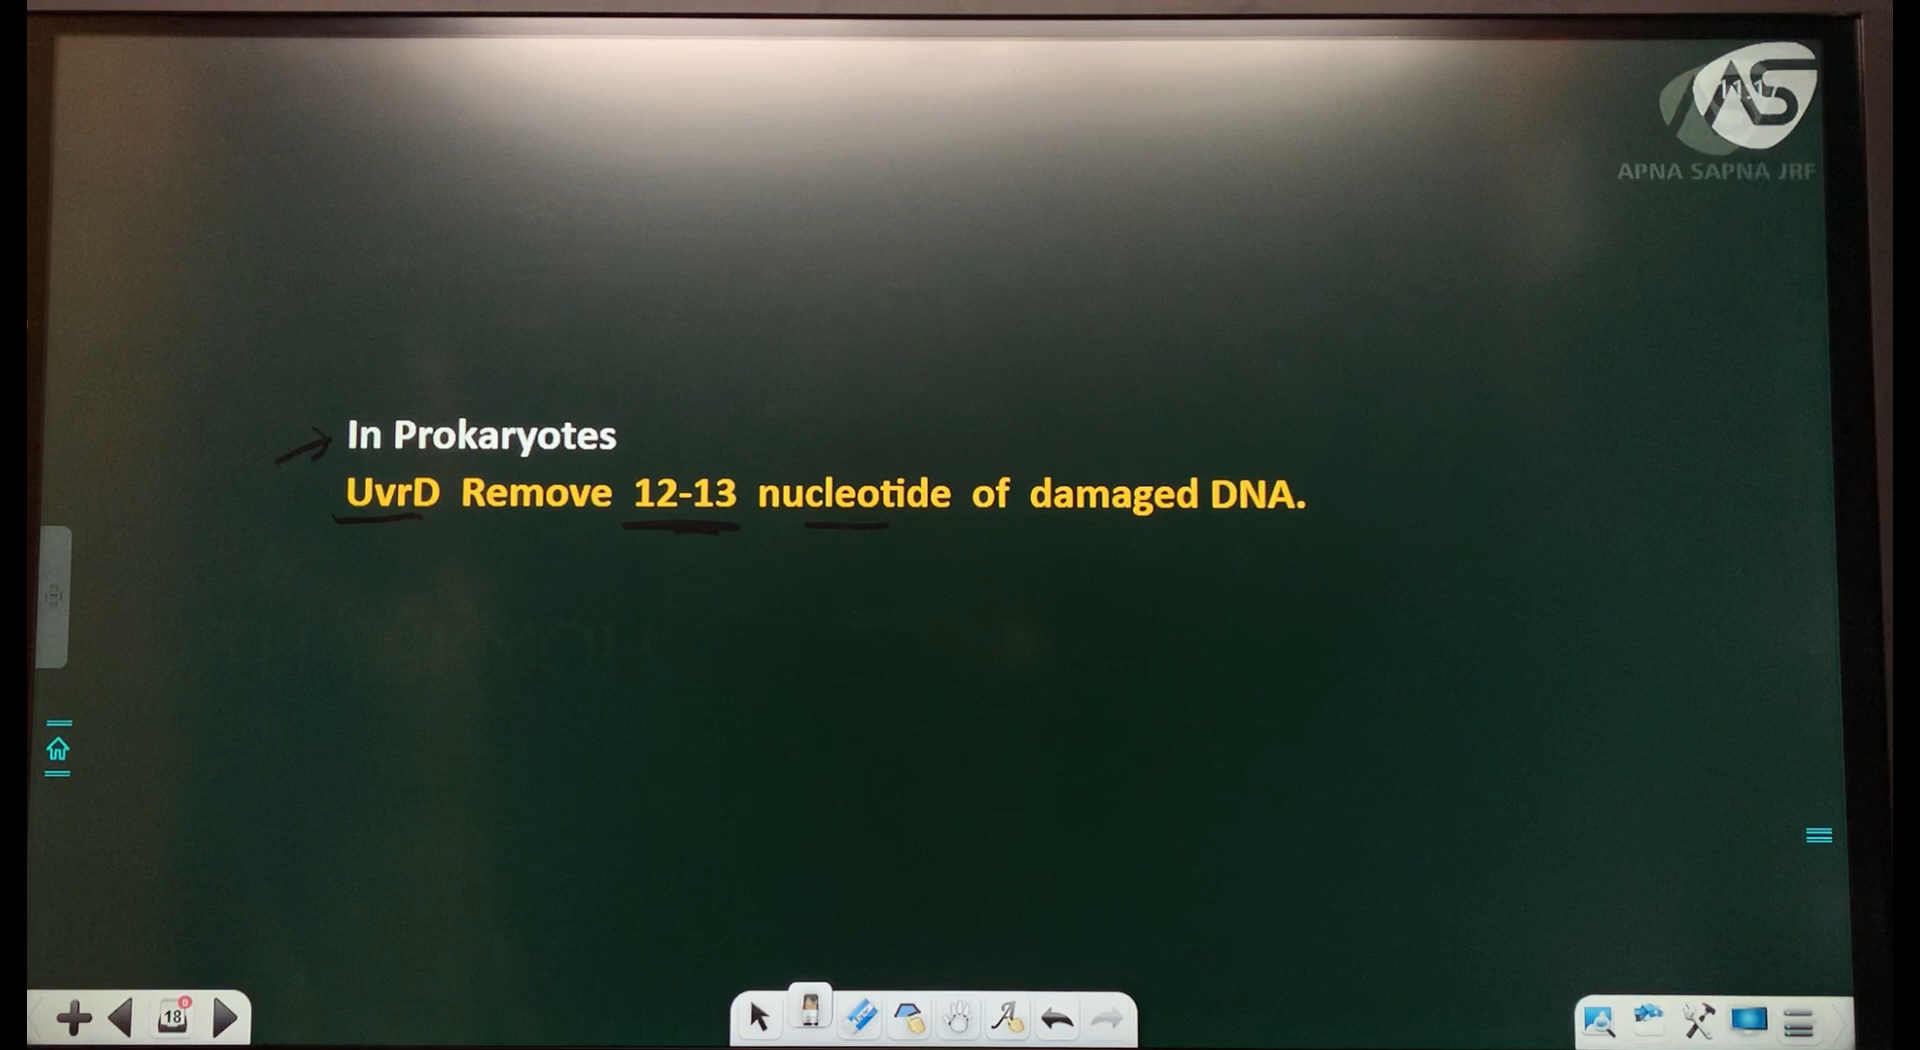 APNA SAPNA JRF
In Prokaryotes
UvrD Remove 12-13 nucleotide of damaged DNA.
18